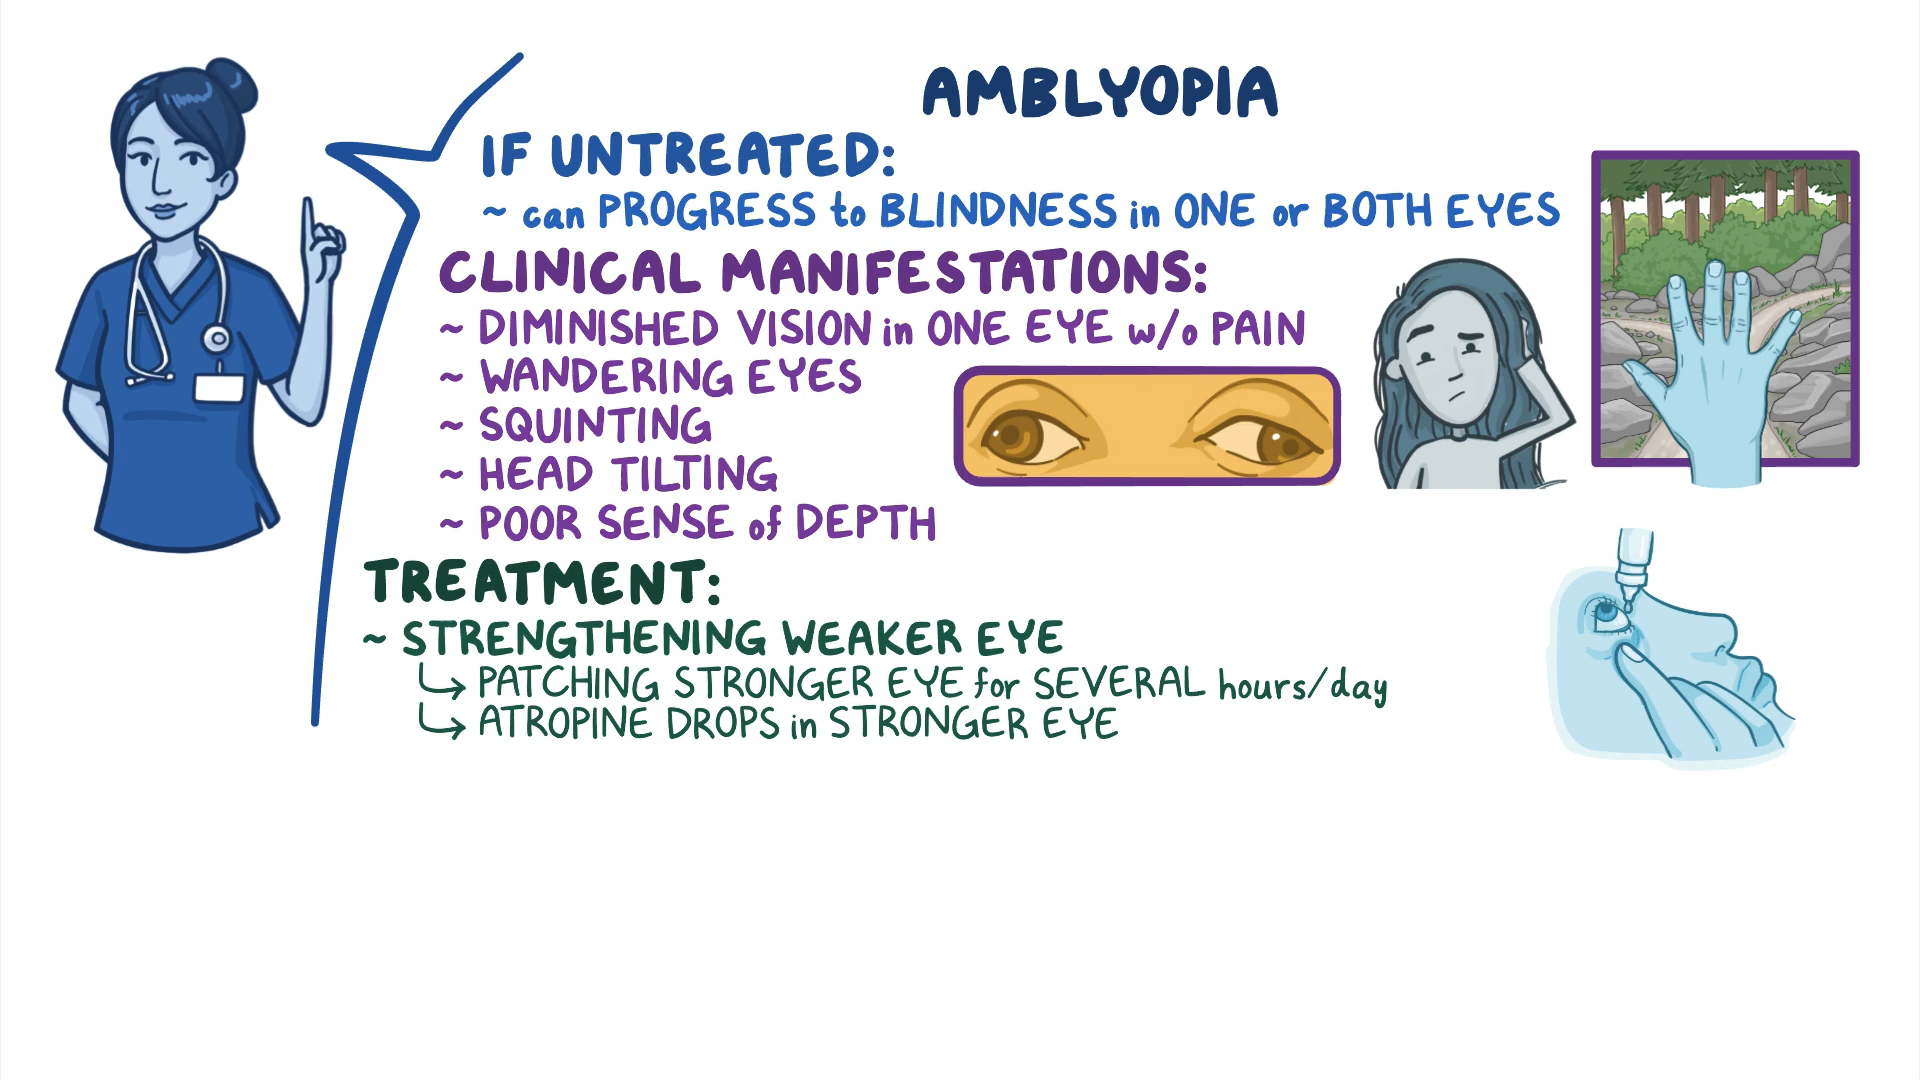 AMBLYOPIA
IF UNTREATED:
~ can PROGRESS to BLINDNESS in ONE or BOTH EYES
CLINICAL MANIFESTATIONS:
~ DIMINISHED VISION in ONE EYE w/o PAIN
~ WANDERING EYES
~ SQUINTING
~ HEAD TILTING
~ POOR SENSE of DEPTH
TREATMENT:
~ STRENGTHENING WEAKER EYE
↳ PATCHING STRONGER EYE for SEVERAL hours/day
↳ ATROPINE DROPS in STRONGER EYE